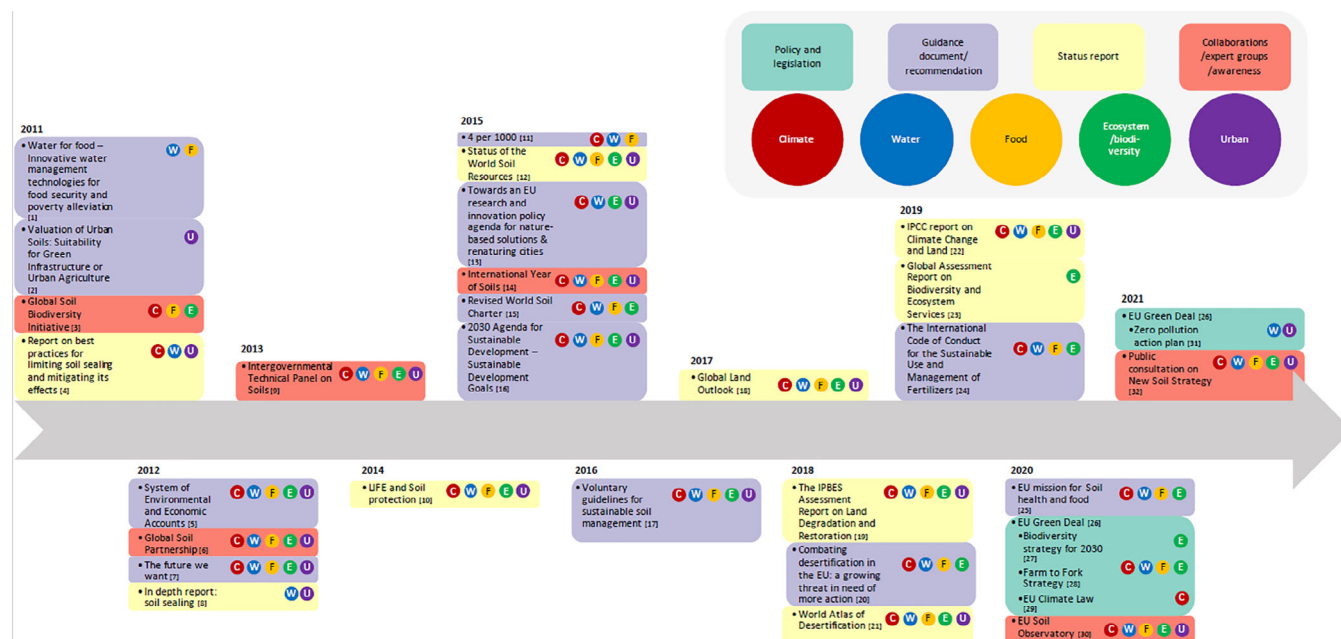 Policy and
legislation
Guidance
document/
recommendation
Status report
Collaborations
/expert groups
/awareness
Climate
Water
Food
Ecosystem
/biodi-
versity
Urban
2011
• Water for food –
Innovative water
management
technologies for
food security and
poverty alleviation
[1]
W F
• Valuation of Urban
Soils: Suitability for
Green
Infrastructure or
Urban Agriculture
[2]
U
• Global Soil
Biodiversity
Initiative [3]
C F E
• Report on best
practices for
limiting soil sealing
and mitigating its
effects [4]
C W U
2013
• Intergovernmental
Technical Panel on
Soils [9]
C W F E U
2015
• 4 per 1000 [11]
C W F
• Status of the
World Soil
Resources [12]
C W F E U
• Towards an EU
research and
innovation policy
agenda for nature-
based solutions &
renaturing cities
[13]
C W E U
• International Year
of Soils [14]
C W F E U
• Revised World Soil
Charter [15]
C W F E
• 2030 Agenda for
Sustainable
Development –
Sustainable
Development
Goals [16]
C W F E U
2017
• Global Land
Outlook [18]
C W F E U
2019
• IPCC report on
Climate Change
and Land [22]
C W F E U
• Global Assessment
Report on
Biodiversity and
Ecosystem
Services [23]
E
• The International
Code of Conduct
for the Sustainable
Use and
Management of
Fertilizers [24]
C W F E
2021
• EU Green Deal [26]
• Zero pollution
action plan
[31]
W U
• Public
consultation on
New Soil Strategy
[32]
C W F E U
2012
• System of
Environmental
and Economic
Accounts [5]
C W F E U
• Global Soil
Partnership [6]
C W F E U
• The future we
want [7]
C W F E U
• In depth report:
soil sealing [8]
W U
2014
• LIFE and Soil
protection [10]
C W F E U
2016
• Voluntary
guidelines for
sustainable soil
management [17]
C W F E U
2018
• The IPBES
Assessment
Report on Land
Degradation and
Restoration [19]
C W F E U
• Combating
desertification in
the EU: a growing
threat in need of
more action [20]
C W F E
• World Atlas of
Desertification [21]
C W F E U
2020
• EU mission for Soil
health and food
[25]
C W F E
• EU Green Deal [26]
• Biodiversity
strategy for 2030
[27]
E
• Farm to Fork
Strategy [28]
C W F E
• EU Climate Law
[29]
C
• EU Soil
Observatory [30]
C W F E U